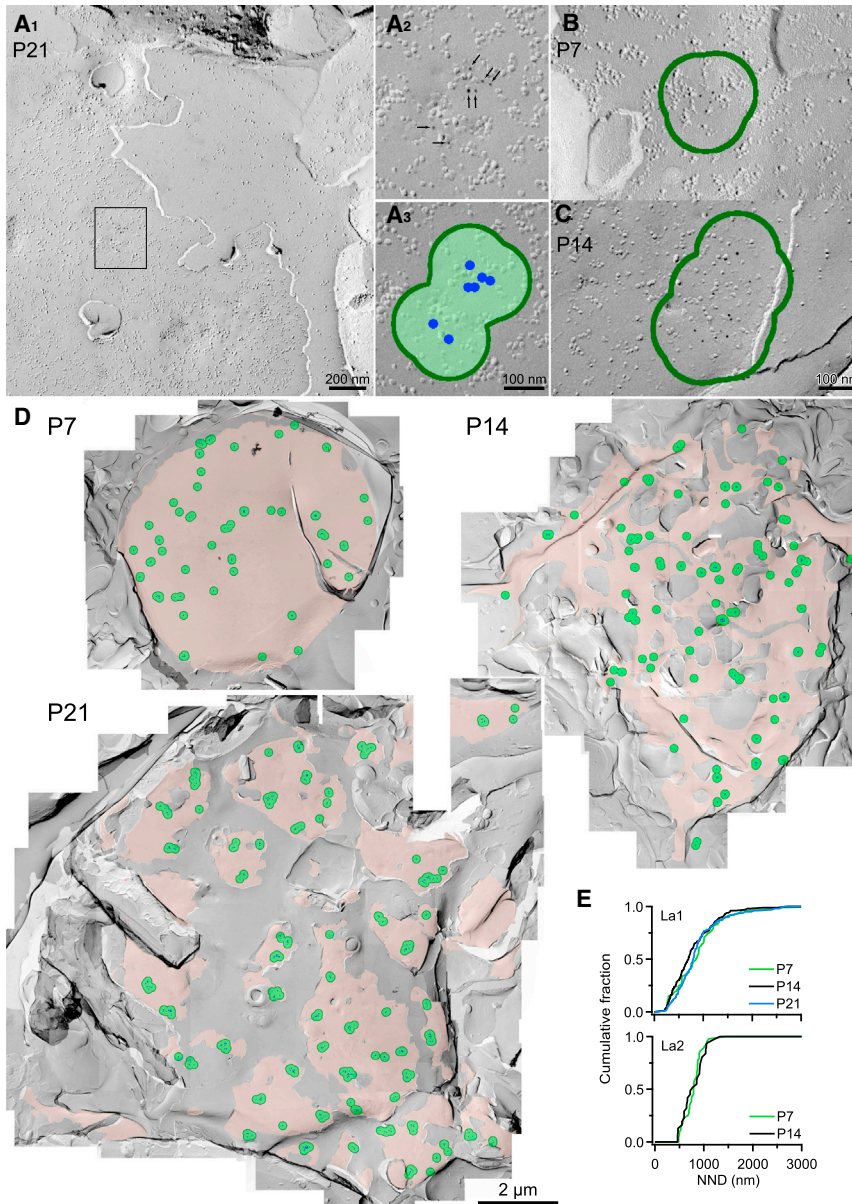 A1
P21
200 nm
A2
A3
100 nm
B
P7
C
P14
100 nm
D
P7
P14
P21
2 µm
E
La1
1.0
0.5
0.0
P7
P14
P21
Cumulative fraction
La2
1.0
0.5
0.0
P7
P14
0 1000 2000 3000
NND (nm)